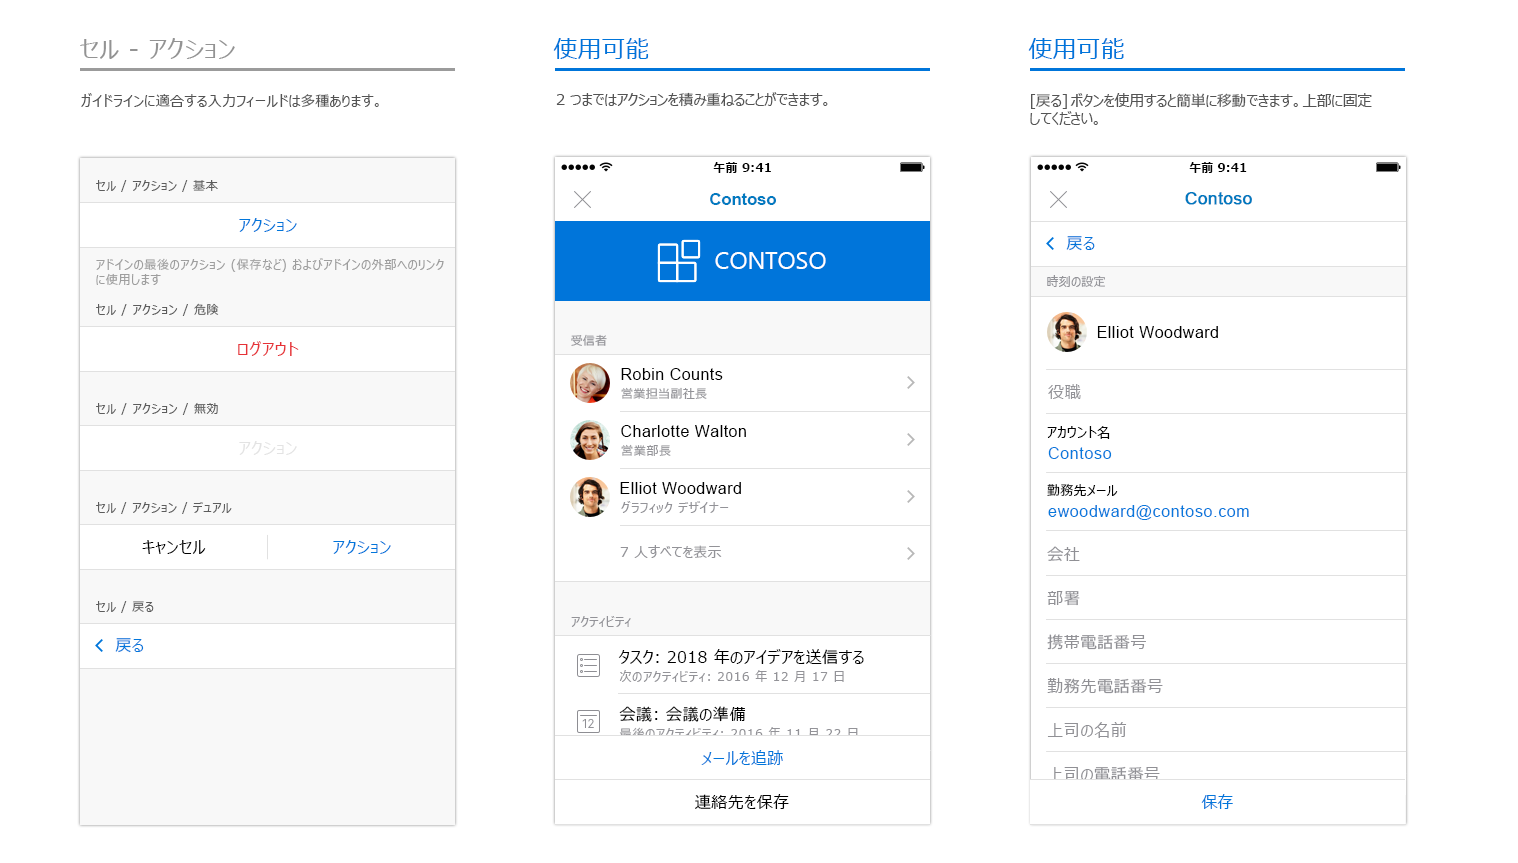 セル - アクション
ガイドラインに適合する入力フィールドは多種あります。
セル / アクション / 基本
アクション
アドインの最後のアクション (保存など) およびアドインの外部へのリンク
に使用します
セル / アクション / 危険
ログアウト
セル / アクション / 無効
アクション
セル / アクション / デュアル
キャンセル
アクション
セル / 戻る
戻る
使用可能
2 つまではアクションを積み重ねることができます。
午前 9:41
Contoso
CONTOSO
受信者
Robin Counts
営業担当副社長
Charlotte Walton
営業部長
Elliot Woodward
グラフィック デザイナー
7 人すべてを表示
アクティビティ
タスク: 2018 年のアイデアを送信する
次のアクティビティ: 2016 年 12 月 17 日
12
会議: 会議の準備
最後のアクティビティ: 2016 年 11 月 22 日
メールを追跡
連絡先を保存
使用可能
[戻る] ボタンを使用すると簡単に移動できます。上部に固定
してください。
午前 9:41
Contoso
戻る
時刻の設定
Elliot Woodward
役職
アカウント名
Contoso
勤務先メール
ewoodward@contoso.com
会社
部署
携帯電話番号
勤務先電話番号
上司の名前
上司の電話番号
保存